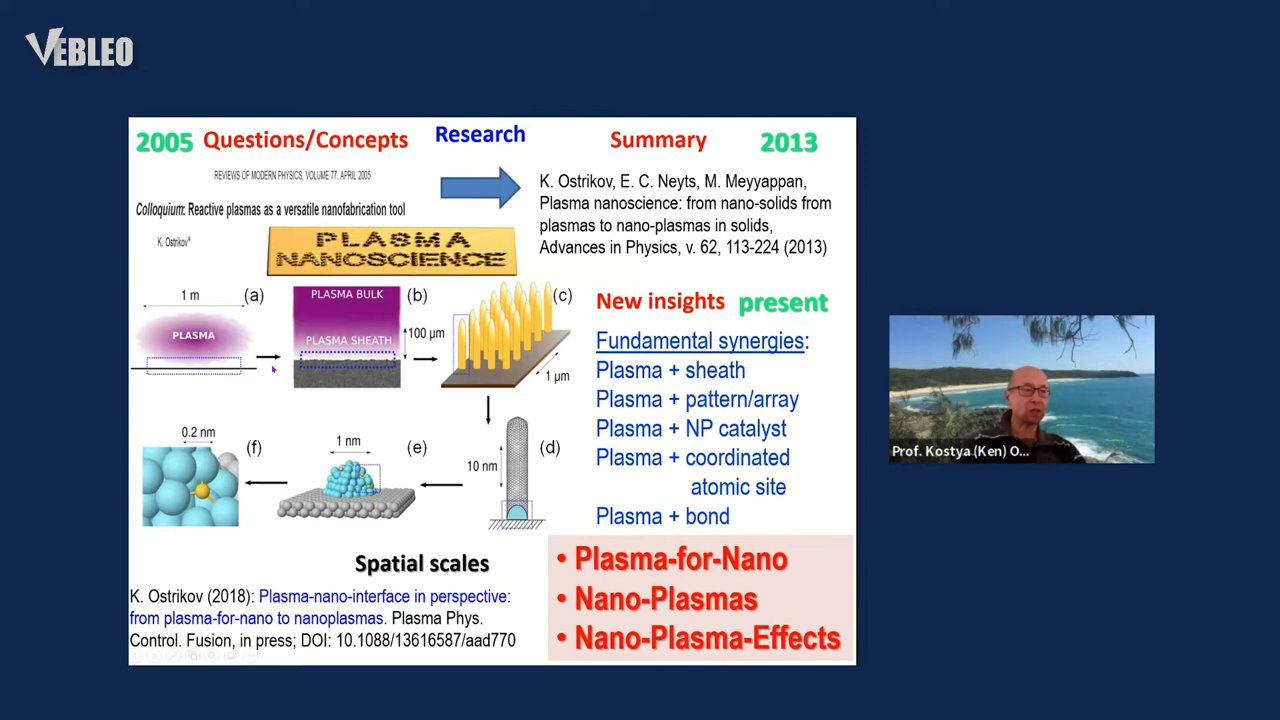 VEBLEO
2005 Questions/Concepts Research Summary 2013
REVIEWS OF MODERN PHYSICS, VOLUME 77, APRIL 2005
Colloquium: Reactive plasmas as a versatile nanofabrication tool
K. Ostrikov*
K. Ostrikov, E. C. Neyts, M. Meyyappan,
Plasma nanoscience: from nano-solids from
plasmas to nano-plasmas in solids,
Advances in Physics, v. 62, 113-224 (2013)
PLASMA
NANOSCIENCE
1 m
(a)
PLASMA
PLASMA BULK
(b)
PLASMA SHEATH
100 μm
(c)
1 μm
0.2 nm
(f)
1 nm
(e)
10 nm
(d)
New insights present
Fundamental synergies:
Plasma + sheath
Plasma + pattern/array
Plasma + NP catalyst
Plasma + coordinated
atomic site
Plasma + bond
Spatial scales
K. Ostrikov (2018): Plasma-nano-interface in perspective:
from plasma-for-nano to nanoplasmas. Plasma Phys.
Control. Fusion, in press; DOI: 10.1088/13616587/aad770
• Plasma-for-Nano
• Nano-Plasmas
• Nano-Plasma-Effects
Prof. Kostya (Ken) O...